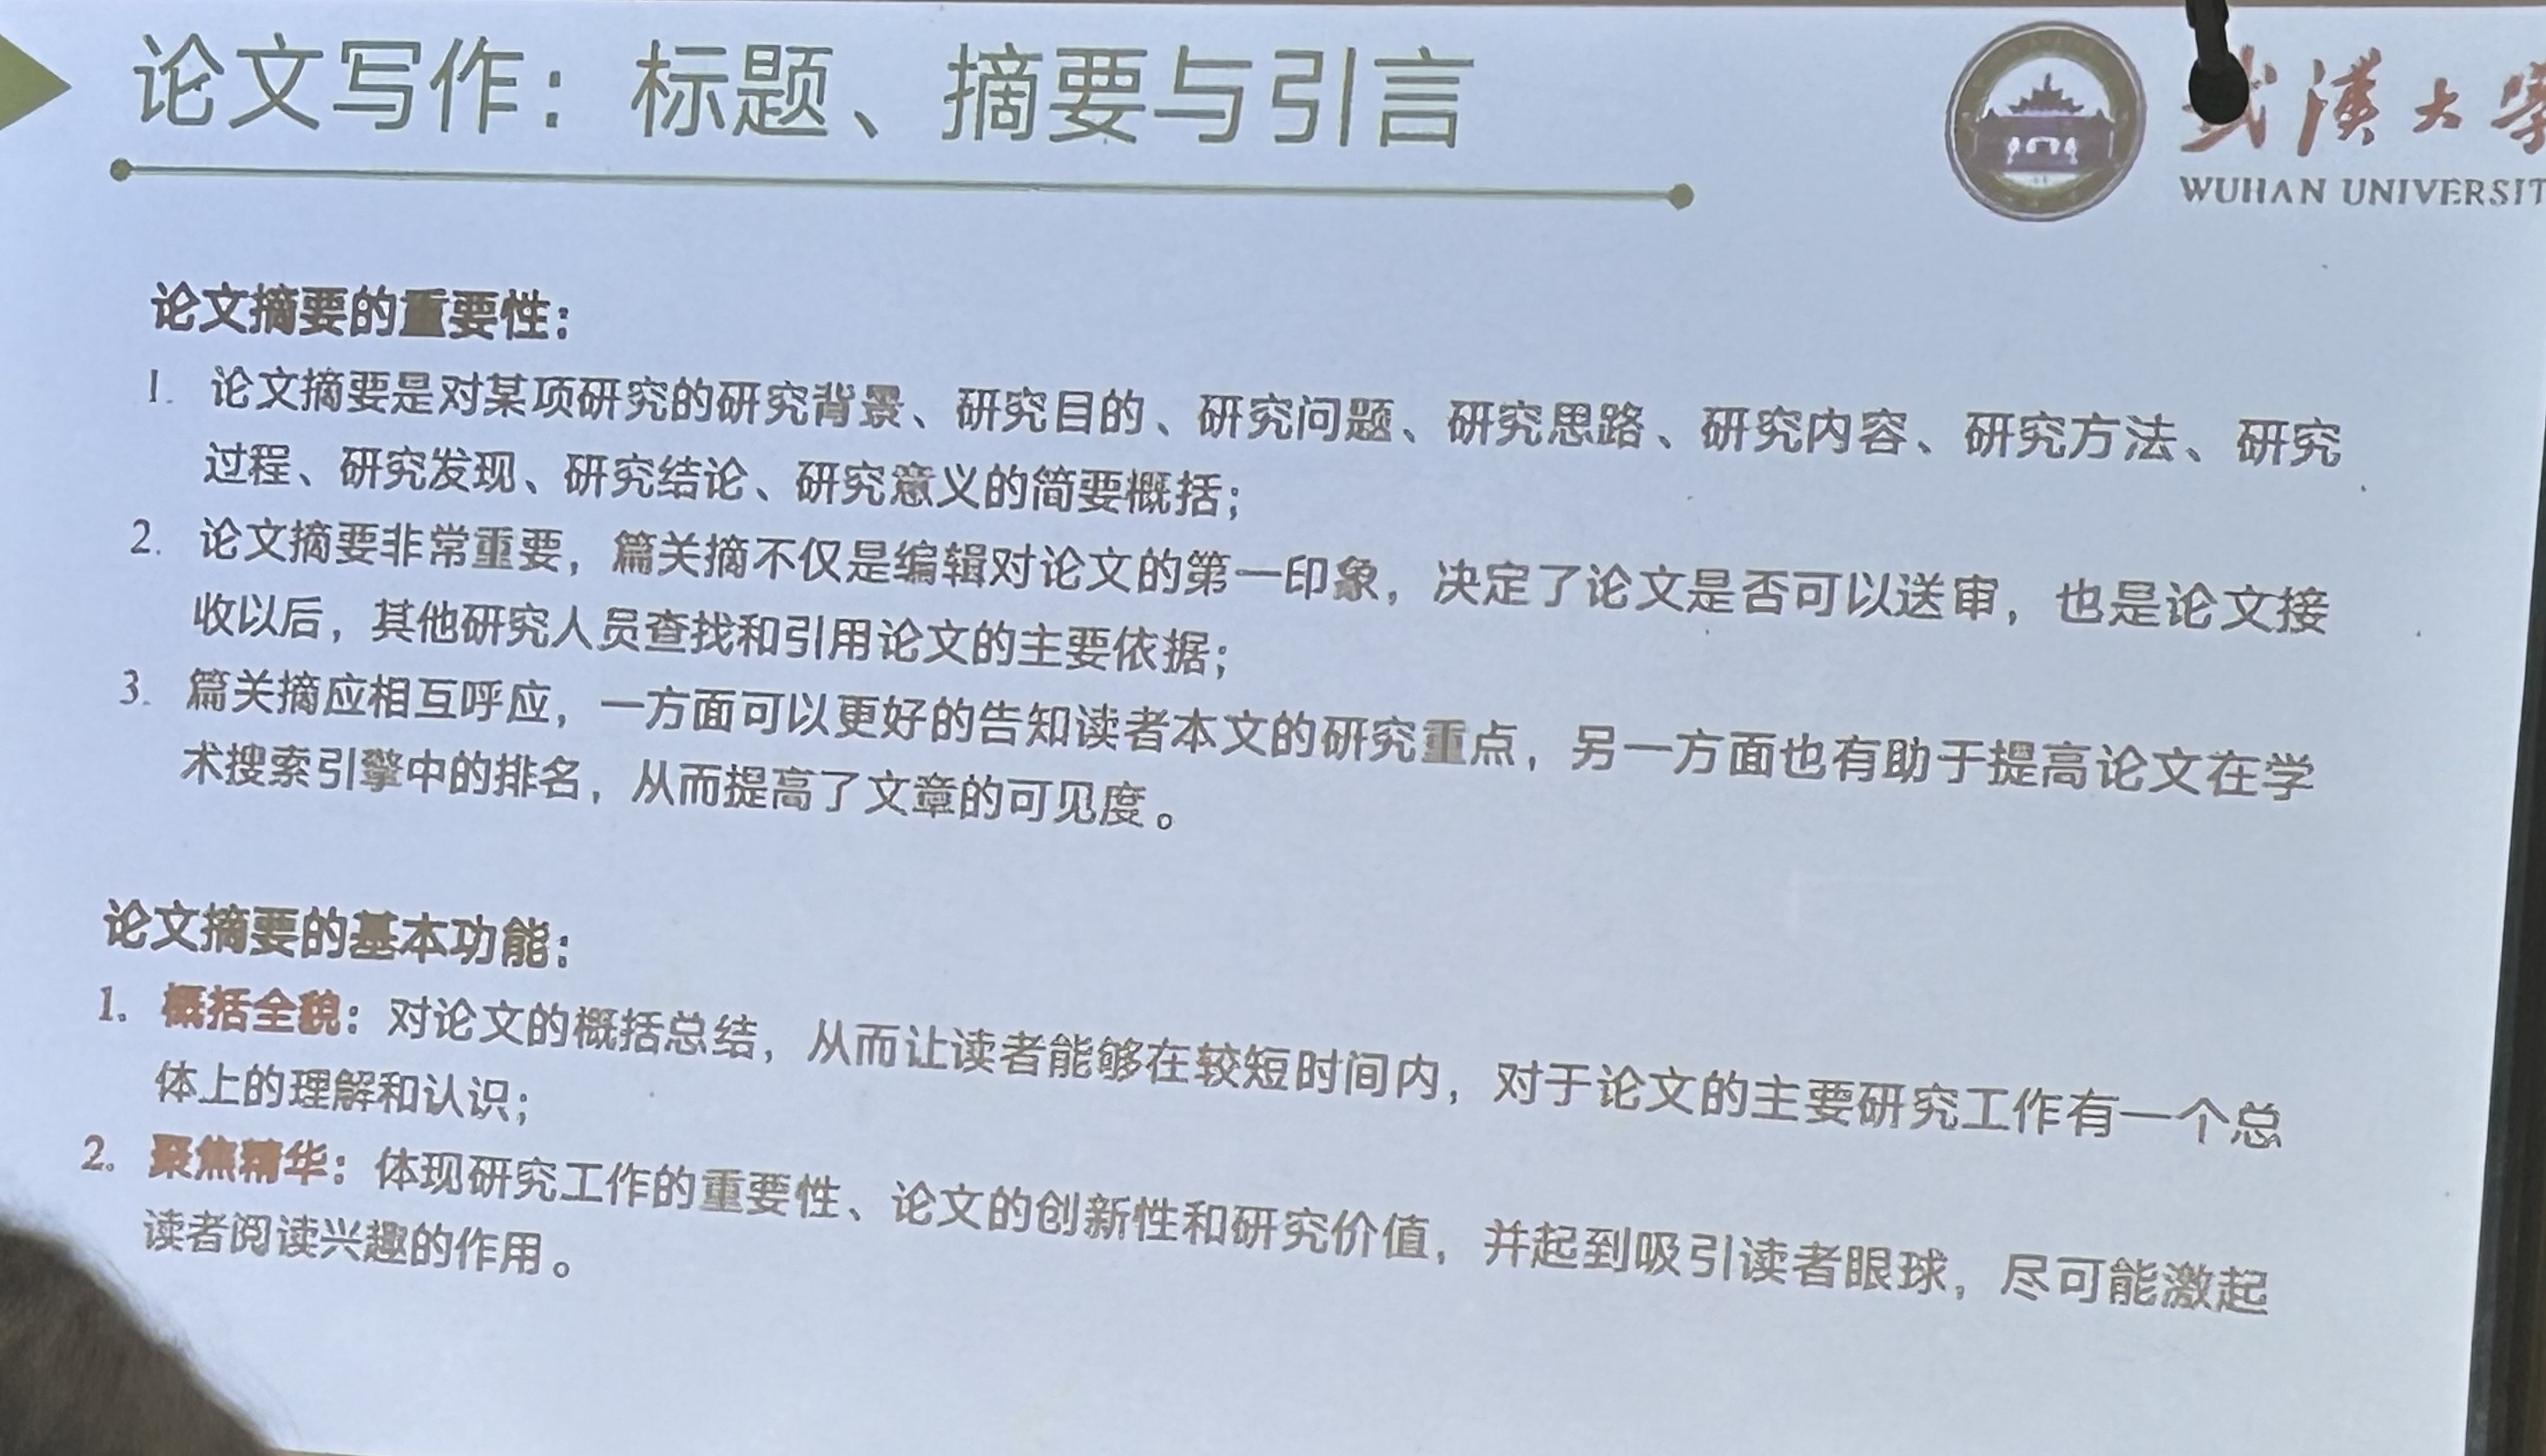 论文写作：标题、摘要与引言
武汉大学
WUHAN UNIVERSIT
论文摘要的重要性：
1. 论文摘要是对某项研究的研究背景、研究目的、研究问题、研究思路、研究内容、研究方法、研究
过程、研究发现、研究结论、研究意义的简要概括；
2. 论文摘要非常重要，篇关摘不仅是编辑对论文的第一印象，决定了论文是否可以送审，也是论文接
收以后，其他研究人员查找和引用论文的主要依据；
3. 篇关摘应相互呼应，一方面可以更好的告知读者本文的研究重点，另一方面也有助于提高论文在学
术搜索引擎中的排名，从而提高了文章的可见度。
论文摘要的基本功能：
1. 概括全貌：对论文的概括总结，从而让读者能够在较短时间内，对于论文的主要研究工作有一个总
体上的理解和认识；
2. 聚焦精华：体现研究工作的重要性、论文的创新性和研究价值，并起到吸引读者眼球，尽可能激起
读者阅读兴趣的作用。